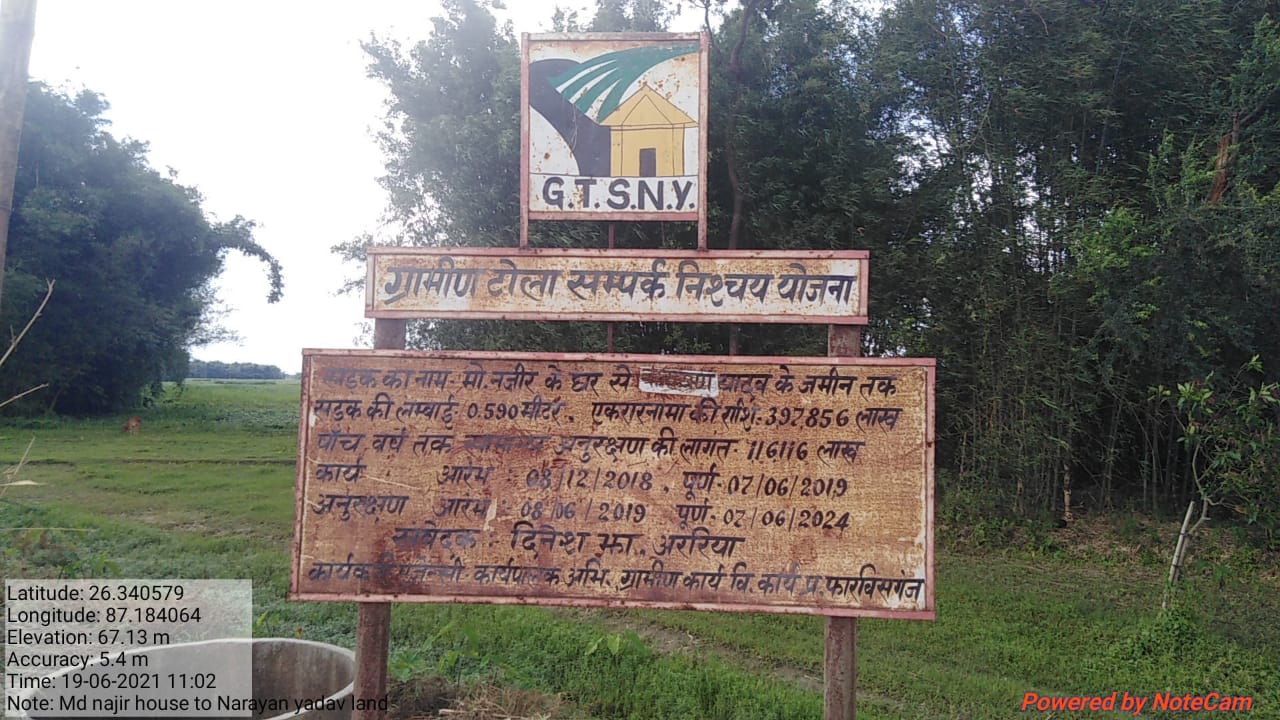 G.T.S.N.Y.
ग्रामीण टोला सम्पर्क निश्चय योजना
सड़क का नाम- मो. नजीर के घर से यादव के जमीन तक
सड़क की लम्बाई- 0.590 मीटर, एकरारनामा की राशि- 397.856 लाख
पाँच वर्ष तक अनुरक्षण की लागत- 116116 लाख
कार्य : आरंभ 08/12/2018, पूर्ण- 07/06/2019
अनुरक्षण आरंभ 08/06/2019 पूर्ण- 07/06/2024
संवेदक : दिनेश झा, अररिया
कार्यपालक अभि. ग्रामीण कार्य वि. कार्य प्र. फारबिसगंज
Latitude: 26.340579
Longitude: 87.184064
Elevation: 67.13 m
Accuracy: 5.4 m
Time: 19-06-2021 11:02
Note: Md najir house to Narayan yadav land
Powered by NoteCam